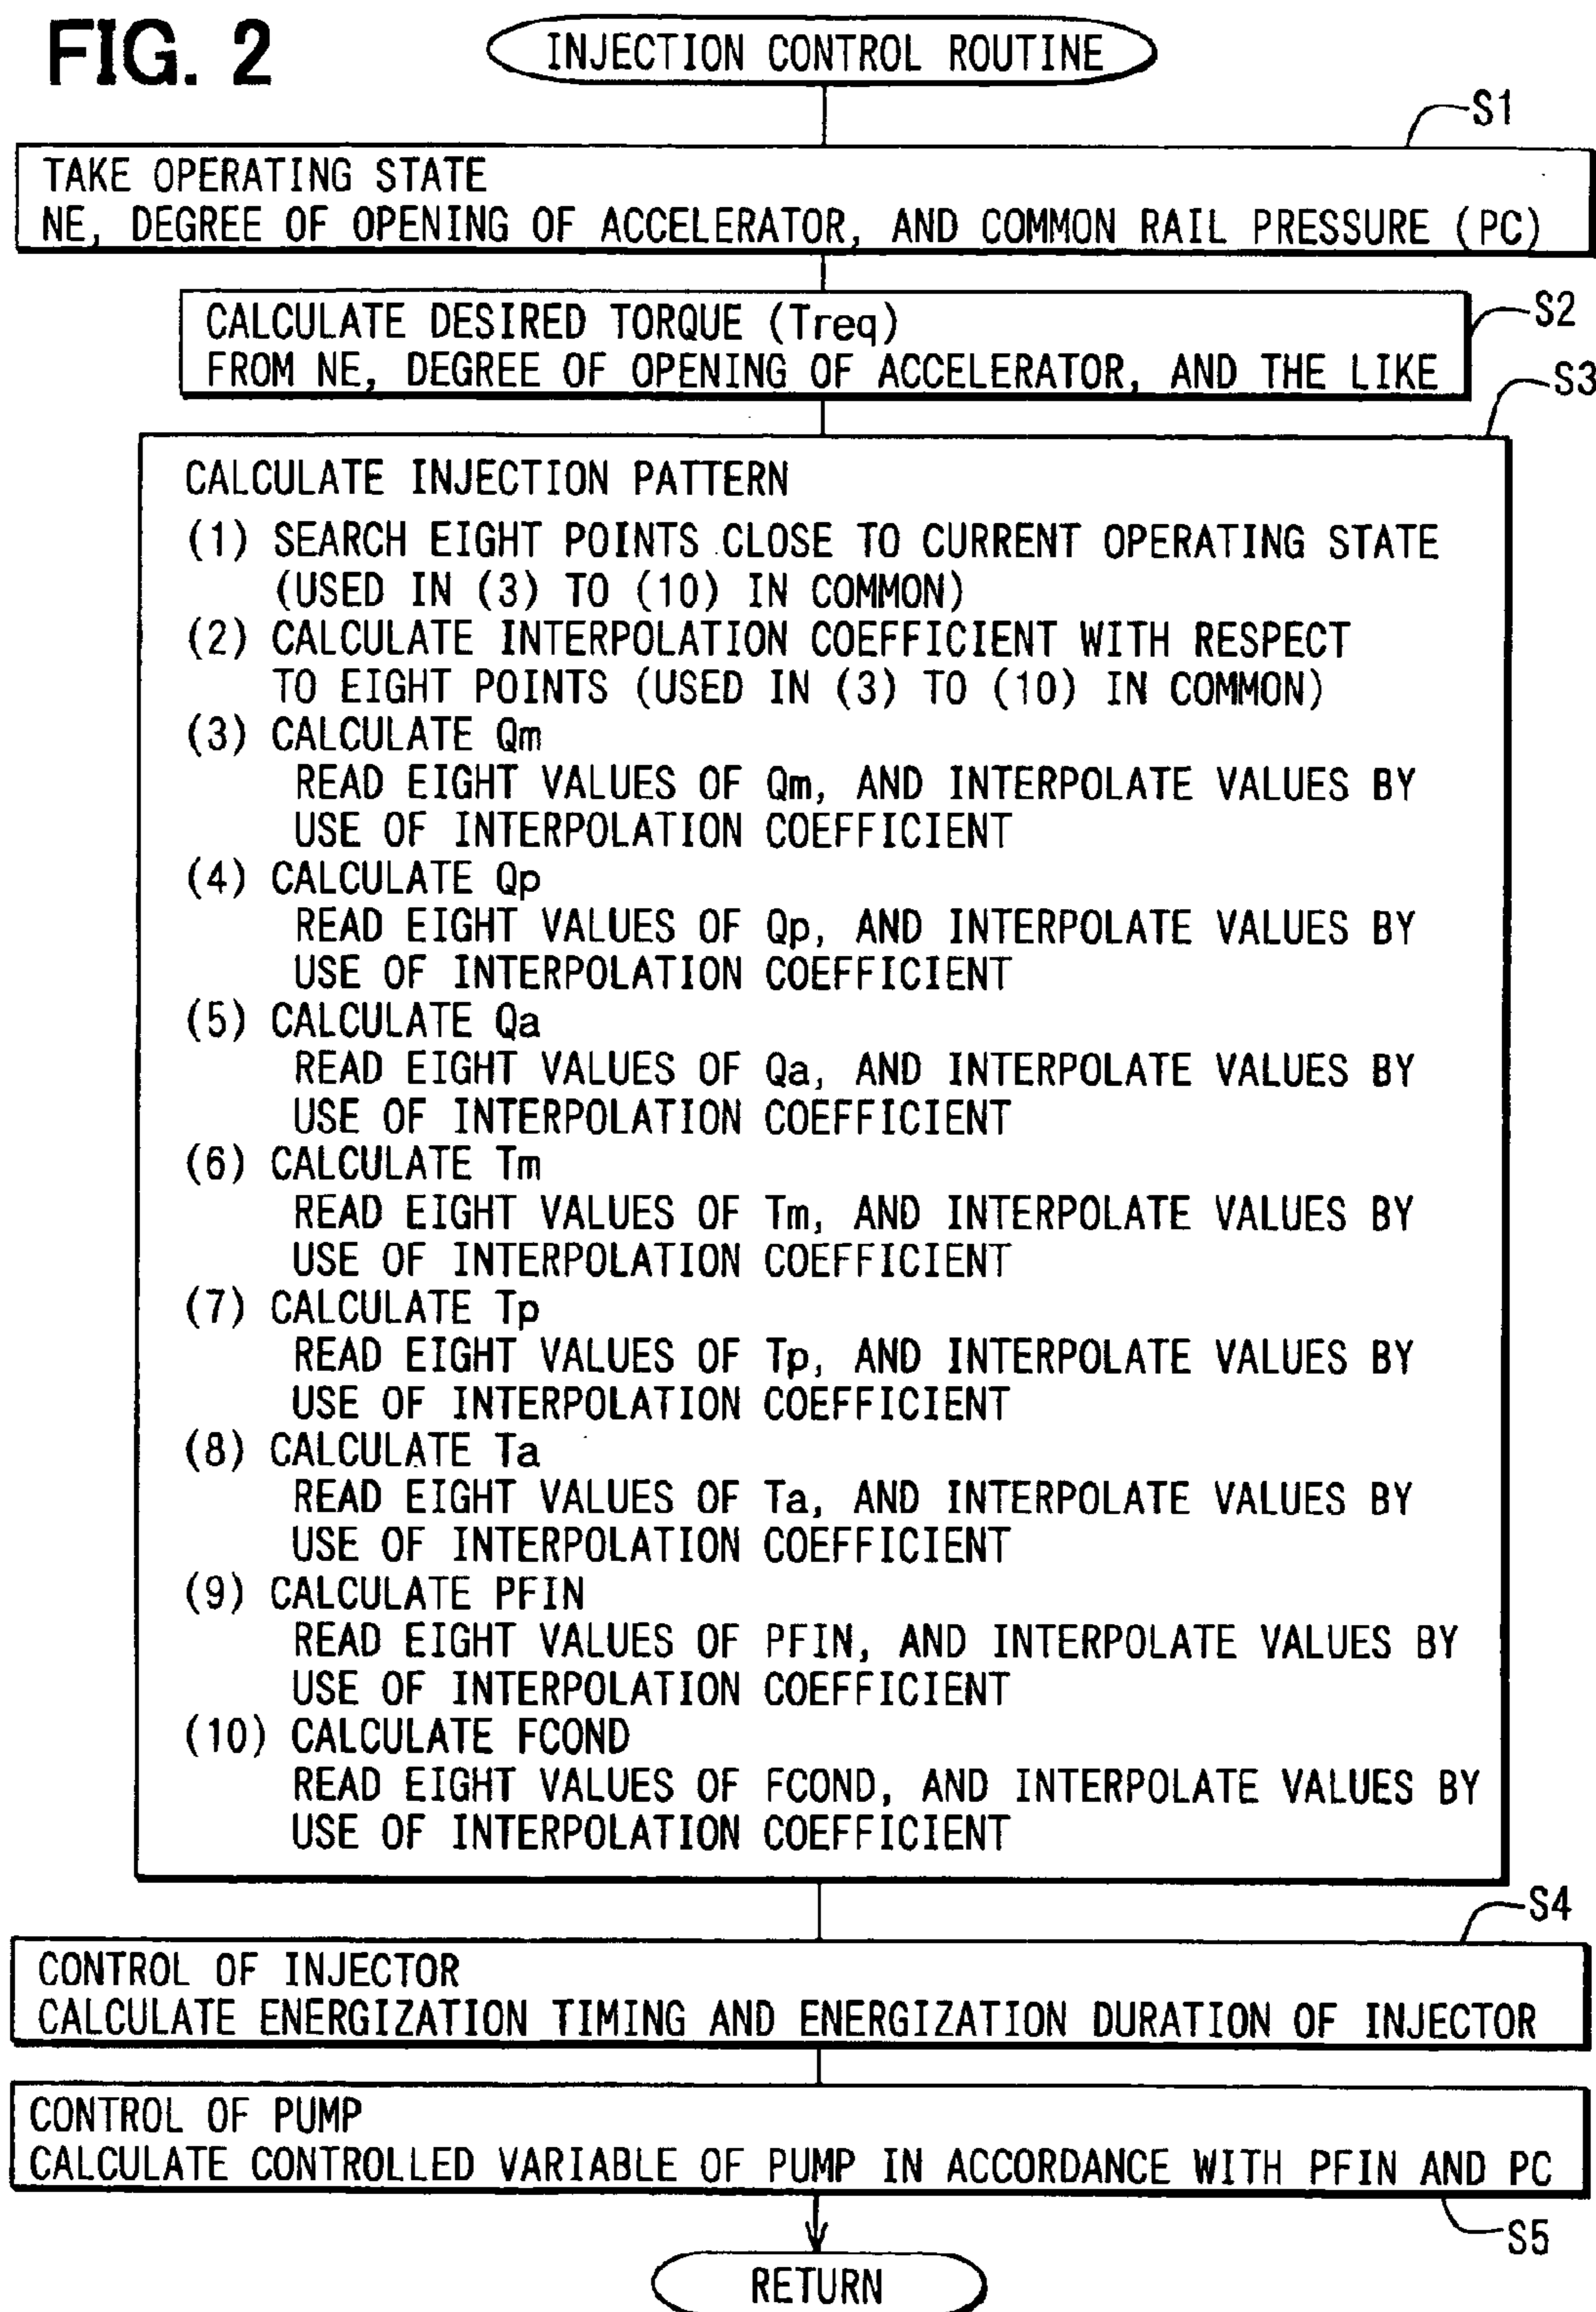 FIG. 2
INJECTION CONTROL ROUTINE
S1
TAKE OPERATING STATE
NE, DEGREE OF OPENING OF ACCELERATOR, AND COMMON RAIL PRESSURE (PC)
S2
CALCULATE DESIRED TORQUE (Treq)
FROM NE, DEGREE OF OPENING OF ACCELERATOR, AND THE LIKE
S3
CALCULATE INJECTION PATTERN
(1) SEARCH EIGHT POINTS CLOSE TO CURRENT OPERATING STATE
(USED IN (3) TO (10) IN COMMON)
(2) CALCULATE INTERPOLATION COEFFICIENT WITH RESPECT
TO EIGHT POINTS (USED IN (3) TO (10) IN COMMON)
(3) CALCULATE Qm
READ EIGHT VALUES OF Qm, AND INTERPOLATE VALUES BY
USE OF INTERPOLATION COEFFICIENT
(4) CALCULATE Qp
READ EIGHT VALUES OF Qp, AND INTERPOLATE VALUES BY
USE OF INTERPOLATION COEFFICIENT
(5) CALCULATE Qa
READ EIGHT VALUES OF Qa, AND INTERPOLATE VALUES BY
USE OF INTERPOLATION COEFFICIENT
(6) CALCULATE Tm
READ EIGHT VALUES OF Tm, AND INTERPOLATE VALUES BY
USE OF INTERPOLATION COEFFICIENT
(7) CALCULATE Tp
READ EIGHT VALUES OF Tp, AND INTERPOLATE VALUES BY
USE OF INTERPOLATION COEFFICIENT
(8) CALCULATE Ta
READ EIGHT VALUES OF Ta, AND INTERPOLATE VALUES BY
USE OF INTERPOLATION COEFFICIENT
(9) CALCULATE PFIN
READ EIGHT VALUES OF PFIN, AND INTERPOLATE VALUES BY
USE OF INTERPOLATION COEFFICIENT
(10) CALCULATE FCOND
READ EIGHT VALUES OF FCOND, AND INTERPOLATE VALUES BY
USE OF INTERPOLATION COEFFICIENT
S4
CONTROL OF INJECTOR
CALCULATE ENERGIZATION TIMING AND ENERGIZATION DURATION OF INJECTOR
CONTROL OF PUMP
CALCULATE CONTROLLED VARIABLE OF PUMP IN ACCORDANCE WITH PFIN AND PC
S5
RETURN